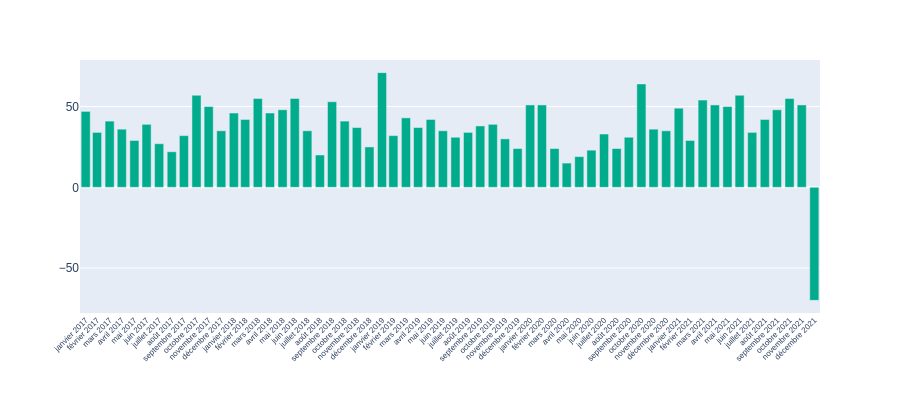 50
0
−50
janvier 2017
février 2017
mars 2017
avril 2017
mai 2017
juin 2017
juillet 2017
août 2017
septembre 2017
octobre 2017
novembre 2017
décembre 2017
janvier 2018
février 2018
mars 2018
avril 2018
mai 2018
juin 2018
juillet 2018
août 2018
septembre 2018
octobre 2018
novembre 2018
décembre 2018
janvier 2019
février 2019
mars 2019
avril 2019
mai 2019
juin 2019
juillet 2019
août 2019
septembre 2019
octobre 2019
novembre 2019
décembre 2019
janvier 2020
février 2020
mars 2020
avril 2020
mai 2020
juin 2020
juillet 2020
août 2020
septembre 2020
octobre 2020
novembre 2020
décembre 2020
janvier 2021
février 2021
mars 2021
avril 2021
mai 2021
juin 2021
juillet 2021
août 2021
septembre 2021
octobre 2021
novembre 2021
décembre 2021